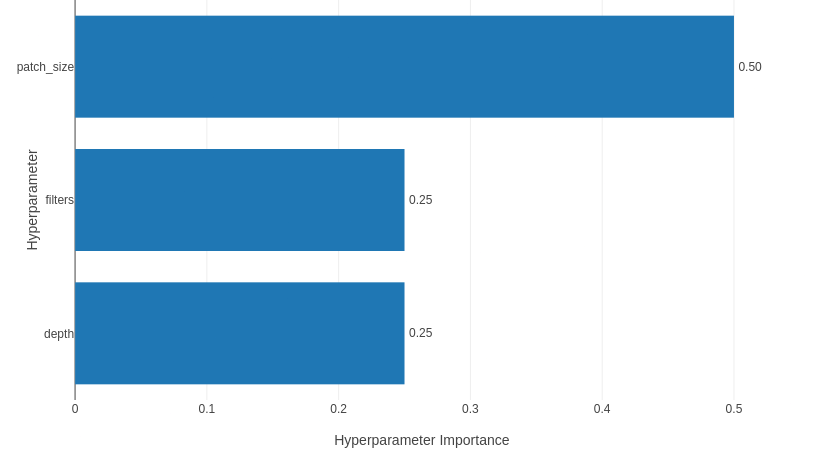 patch_size
0.50
filters
0.25
depth
0.25
Hyperparameter
0
0.1
0.2
0.3
0.4
0.5
Hyperparameter Importance